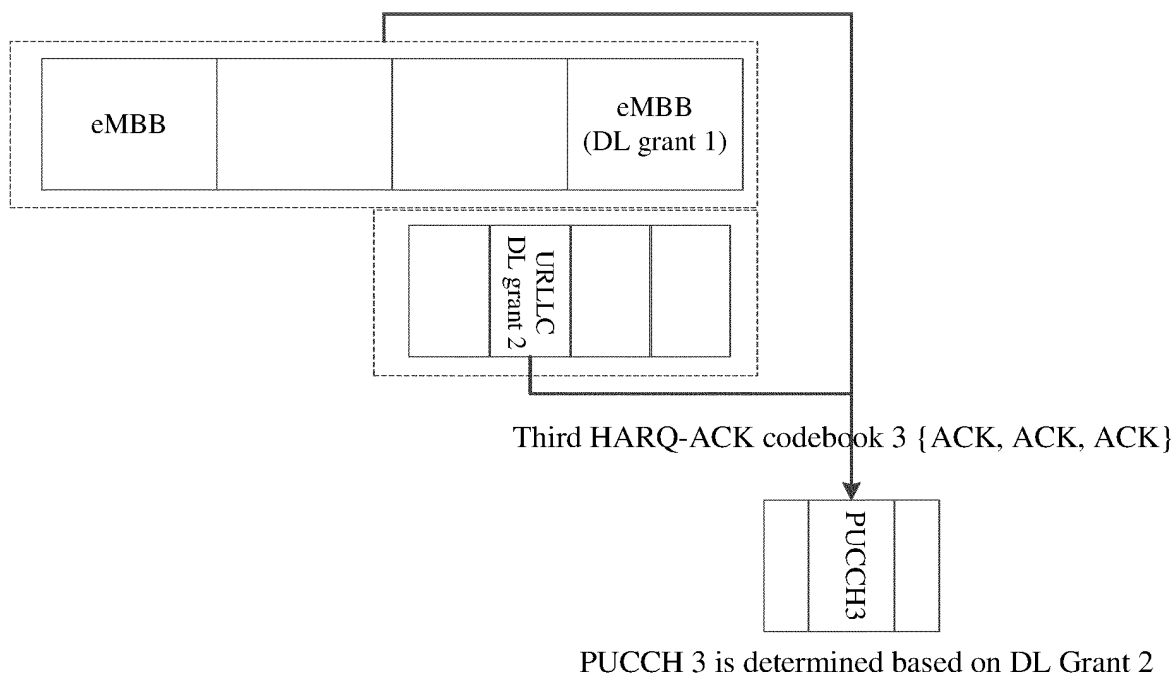 eMBB
eMBB
(DL grant 1)
URLLC
DL grant 2
Third HARQ-ACK codebook 3 {ACK, ACK, ACK}
PUCCH3
PUCCH 3 is determined based on DL Grant 2